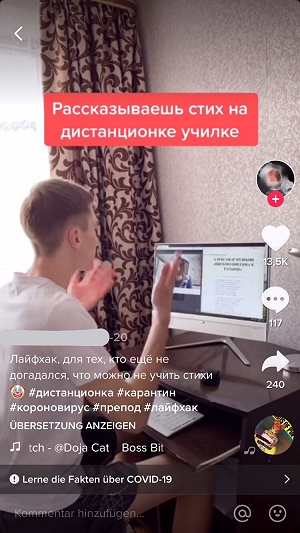 Рассказываешь стих на
дистанционке училке
13,5K
117
240
-20
Лайфхак, для тех, кто ещё не
догадался, что можно не учить стихи
#дистанционка #карантин
#короновирус #препод #лайфхак
ÜBERSETZUNG ANZEIGEN
tch - @Doja Cat Boss Bit
Lerne die Fakten über COVID-19
Kommentar hinzufügen...